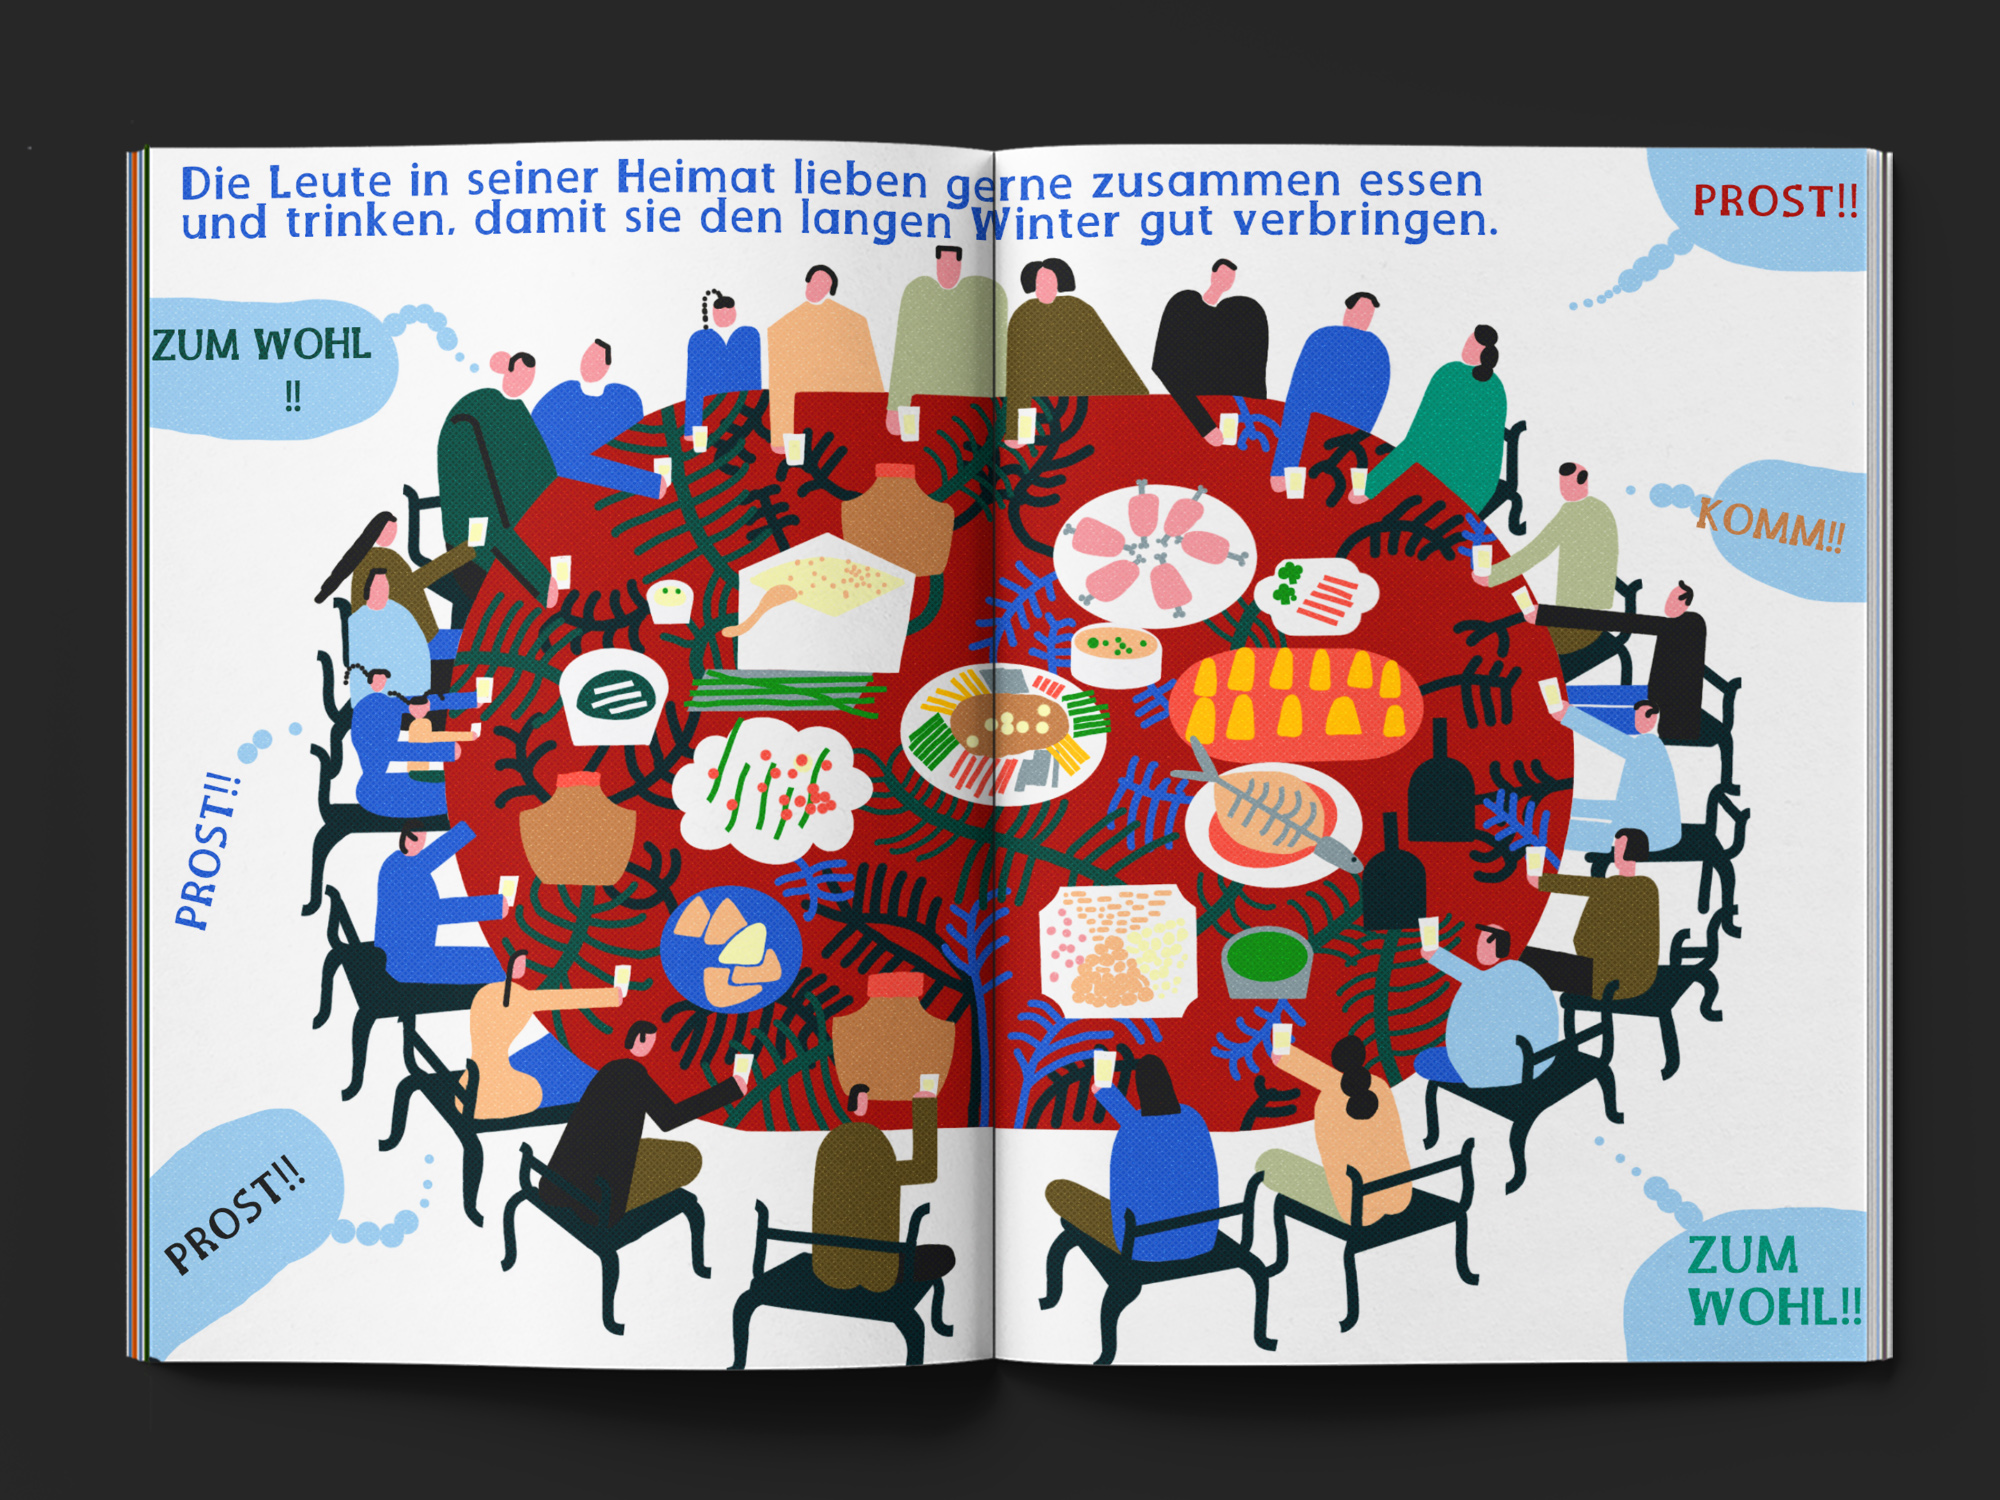 Die Leute in seiner Heimat lieben gerne zusammen essen
und trinken, damit sie den langen Winter gut verbringen.
PROST!!
ZUM WOHL
!!
KOMM!!
PROST!!
PROST!!
ZUM
WOHL!!